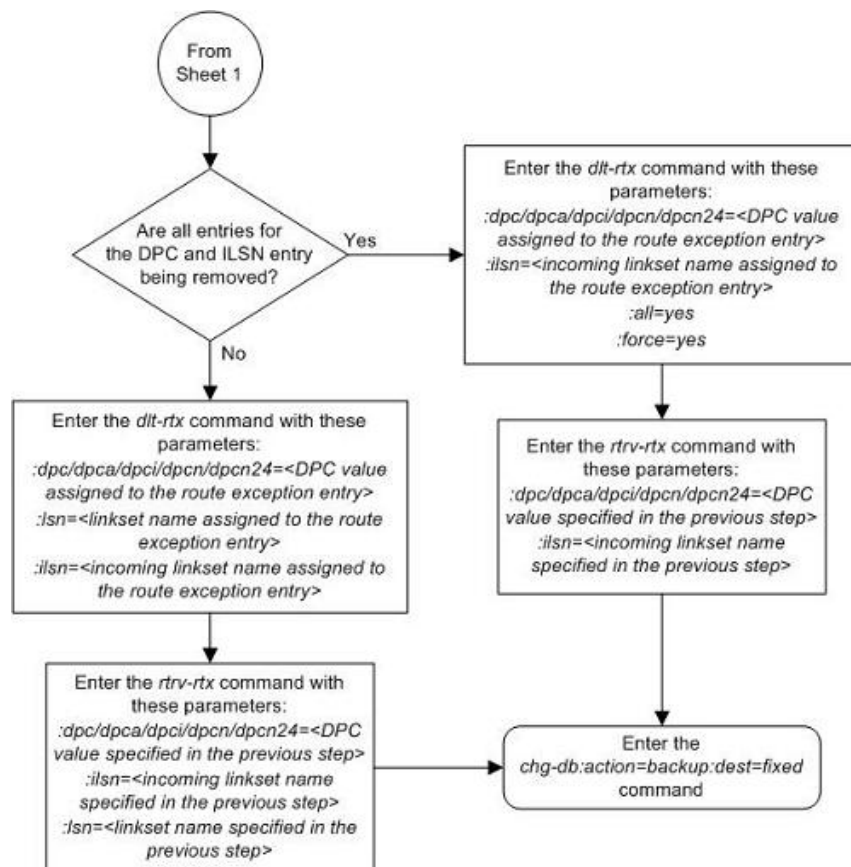 From
Sheet 1
Are all entries for
the DPC and ILSN entry
being removed?
Yes
No
Enter the dlt-rtx command with these
parameters:
:dpc/dpca/dpci/dpcn/dpcn24=<DPC value
assigned to the route exception entry>
:ilsn=<incoming linkset name assigned to
the route exception entry>
:all=yes
:force=yes
Enter the rtrv-rtx command with
these parameters:
:dpc/dpca/dpci/dpcn/dpcn24=<DPC
value specified in the previous step>
:ilsn=<incoming linkset name
specified in the previous step>
Enter the dlt-rtx command with these
parameters:
:dpc/dpca/dpci/dpcn/dpcn24=<DPC value
assigned to the route exception entry>
:lsn=<linkset name assigned to the route
exception entry>
:ilsn=<incoming linkset name assigned to
the route exception entry>
Enter the rtrv-rtx command with
these parameters:
:dpc/dpca/dpci/dpcn/dpcn24=<DPC
value specified in the previous step>
:ilsn=<incoming linkset name
specified in the previous step>
:lsn=<linkset name specified in the
previous step>
Enter the
chg-db:action=backup:dest=fixed
command